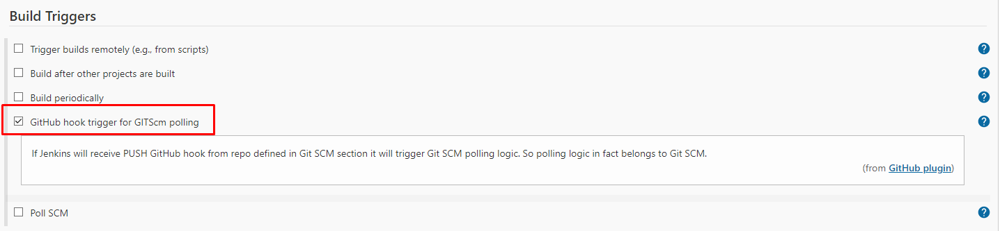 Build Triggers
Trigger builds remotely (e.g., from scripts)
?
Build after other projects are built
?
Build periodically
?
GitHub hook trigger for GITScm polling
?
If Jenkins will receive PUSH GitHub hook from repo defined in Git SCM section it will trigger Git SCM polling logic. So polling logic in fact belongs to Git SCM.
(from GitHub plugin)
Poll SCM
?